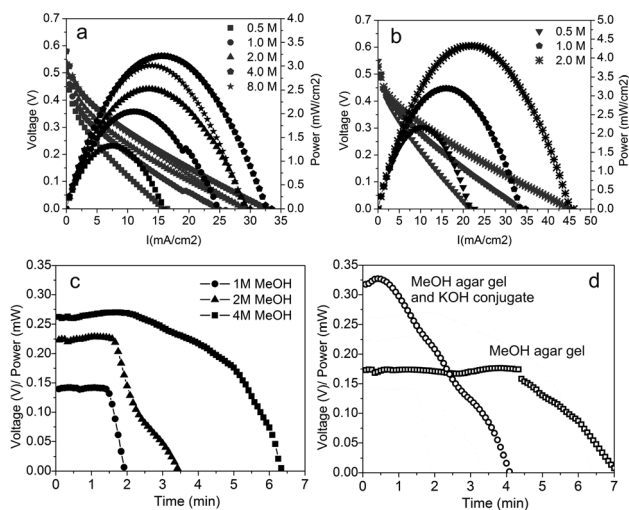 a
0.5 M
1.0 M
2.0 M
4.0 M
8.0 M
0.7
0.6
0.5
0.4
0.3
0.2
0.1
0.0
Voltage (V)
4.0
3.5
3.0
2.5
2.0
1.5
1.0
0.5
0.0
Power (mW/cm2)
0 5 10 15 20 25 30 35
I(mA/cm2)
b
0.5 M
1.0 M
2.0 M
0.7
0.6
0.5
0.4
0.3
0.2
0.1
0.0
Voltage (V)
5.0
4.5
4.0
3.5
3.0
2.5
2.0
1.5
1.0
0.5
0.0
Power (mW/cm2)
0 5 10 15 20 25 30 35 40 45 50
I(mA/cm2)
c
1M MeOH
2M MeOH
4M MeOH
0.35
0.30
0.25
0.20
0.15
0.10
0.05
0.00
Voltage (V)/ Power (mW)
0 1 2 3 4 5 6 7
Time (min)
d
MeOH agar gel
and KOH conjugate
MeOH agar gel
0.35
0.30
0.25
0.20
0.15
0.10
0.05
0.00
Voltage (V)/ Power (mW)
0 1 2 3 4 5 6 7
Time (min)